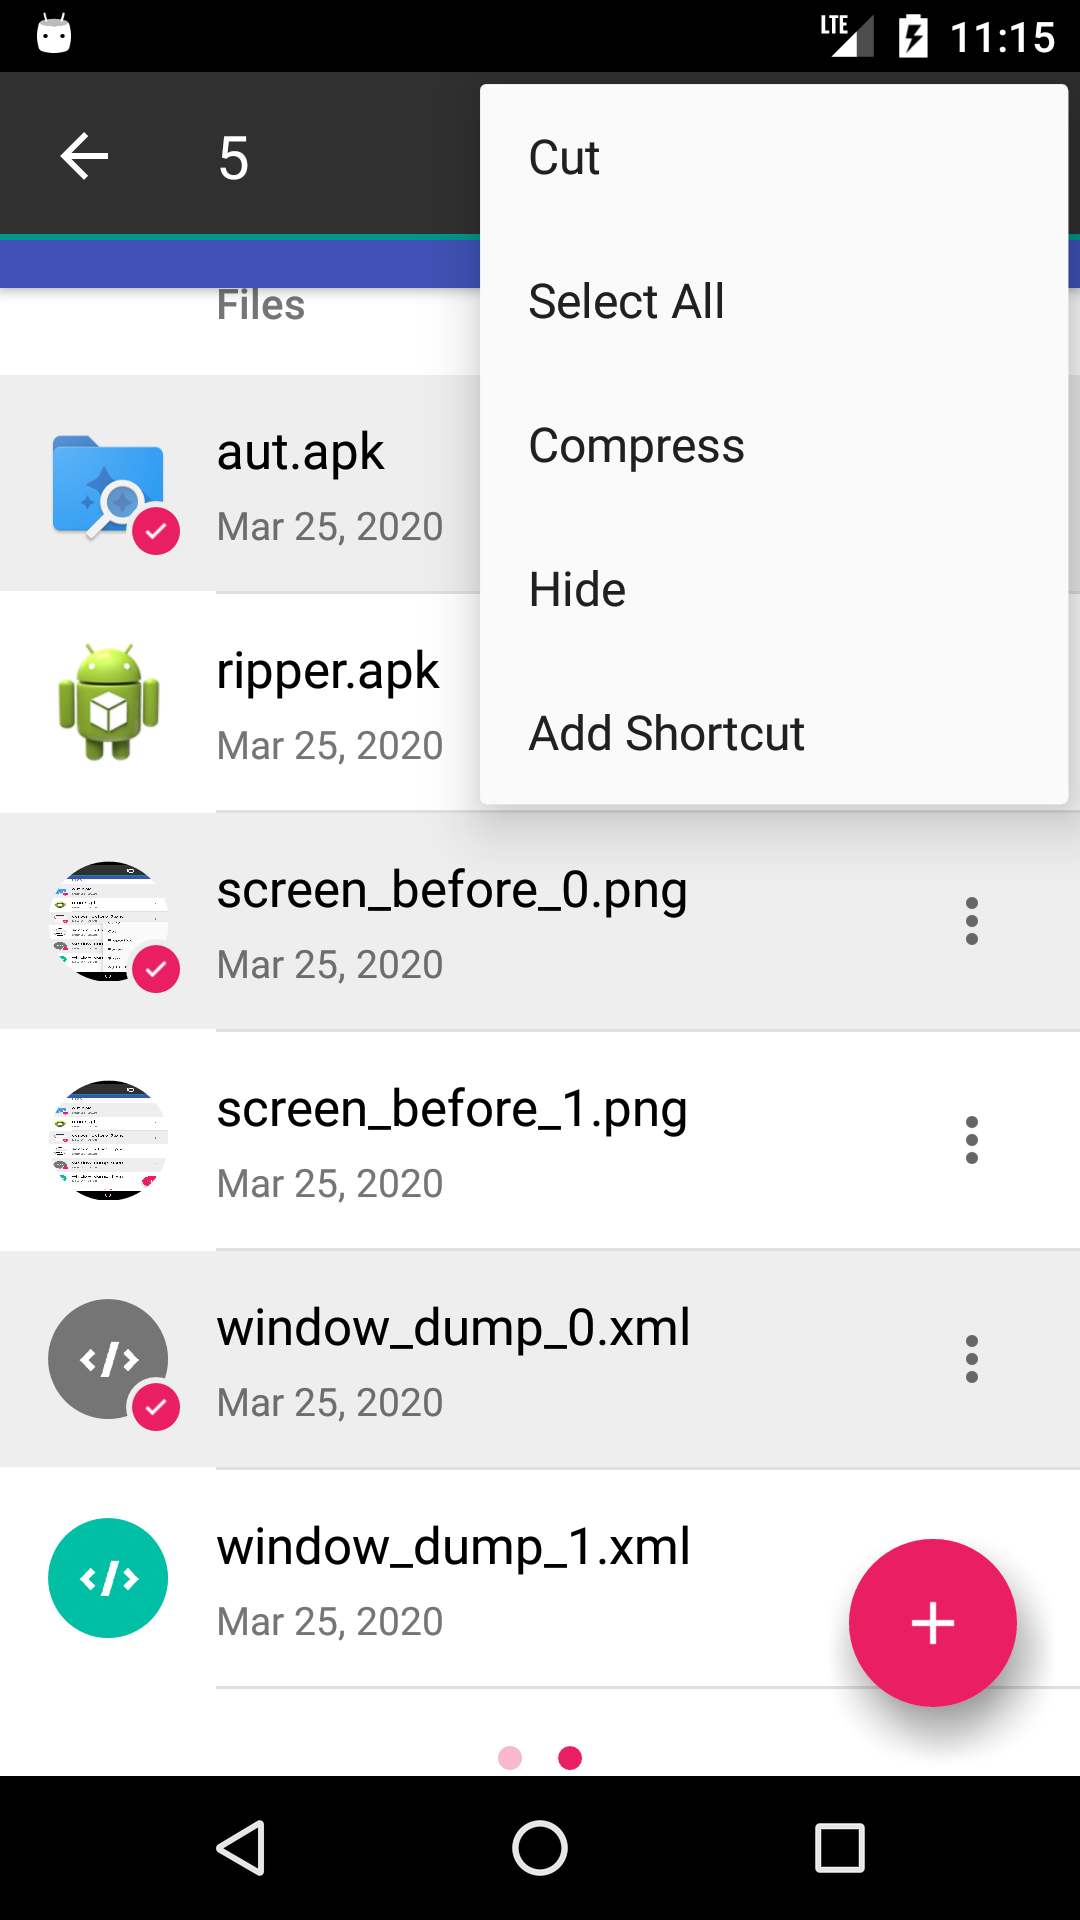 LTE 11:15
5
Cut
Select All
Compress
Hide
Add Shortcut
Files
aut.apk
Mar 25, 2020
ripper.apk
Mar 25, 2020
screen_before_0.png
Mar 25, 2020
screen_before_1.png
Mar 25, 2020
window_dump_0.xml
Mar 25, 2020
window_dump_1.xml
Mar 25, 2020